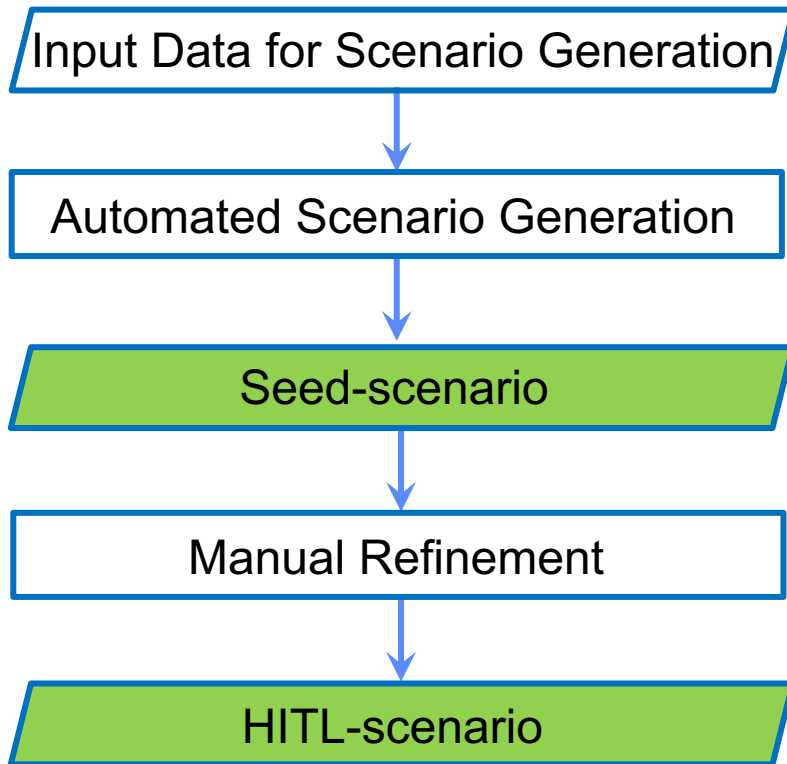 Input Data for Scenario Generation
Automated Scenario Generation
Seed-scenario
Manual Refinement
HITL-scenario